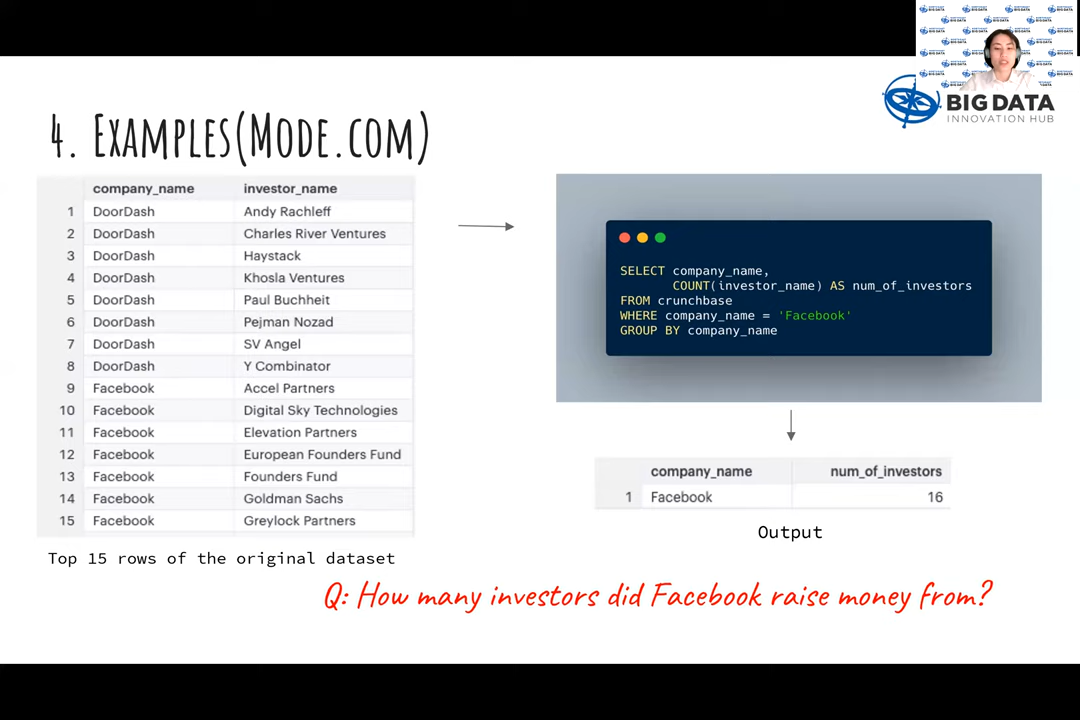 BIG DATA
INNOVATION HUB
4. Examples(Mode.com)
company_name investor_name
1 DoorDash Andy Rachleff
2 DoorDash Charles River Ventures
3 DoorDash Haystack
4 DoorDash Khosla Ventures
5 DoorDash Paul Buchheit
6 DoorDash Pejman Nozad
7 DoorDash SV Angel
8 DoorDash Y Combinator
9 Facebook Accel Partners
10 Facebook Digital Sky Technologies
11 Facebook Elevation Partners
12 Facebook European Founders Fund
13 Facebook Founders Fund
14 Facebook Goldman Sachs
15 Facebook Greylock Partners
Top 15 rows of the original dataset
SELECT company_name,
COUNT(investor_name) AS num_of_investors
FROM crunchbase
WHERE company_name = 'Facebook'
GROUP BY company_name
company_name num_of_investors
1 Facebook 16
Output
Q: How many investors did Facebook raise money from?